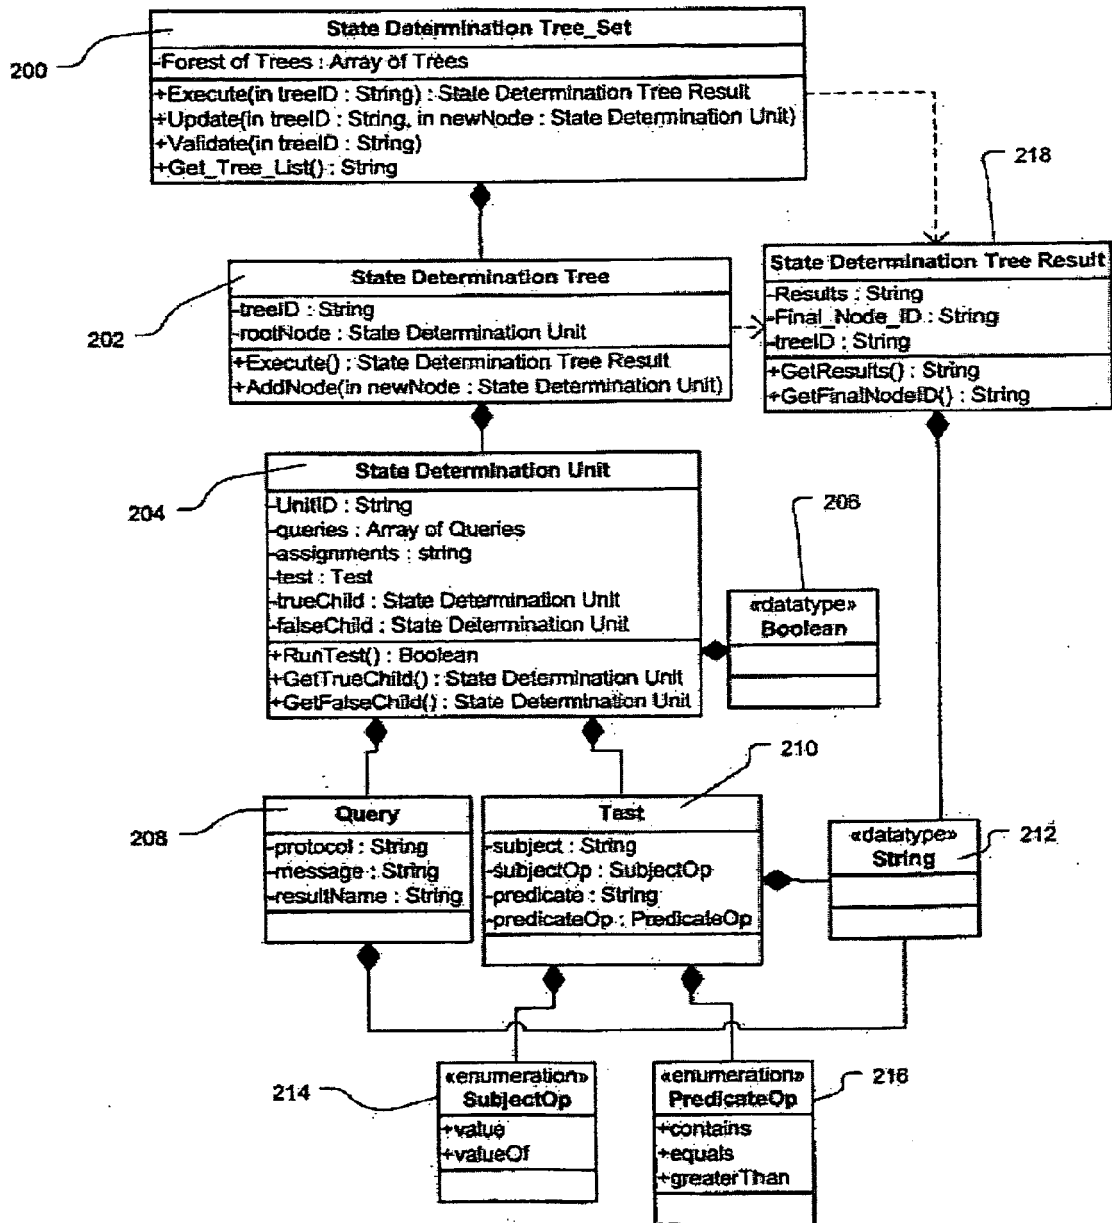 State Determination Tree_Set
200
-Forest of Trees : Array of Trees
+Execute(in treeID : String) : State Determination Tree Result
+Update(in treeID : String, in newNode : State Determination Unit)
+Validate(in treeID : String)
+Get_Tree_List() : String
218
State Determination Tree
202
-treeID : String
-rootNode : State Determination Unit
+Execute() : State Determination Tree Result
+AddNode(in newNode : State Determination Unit)
State Determination Tree Result
-Results : String
-Final_Node_ID : String
-treeID : String
+GetResults() : String
+GetFinalNodeID() : String
State Determination Unit
204
-UnitID : String
-queries : Array of Queries
-assignments : string
-test : Test
-trueChild : State Determination Unit
-falseChild : State Determination Unit
+RunTest() : Boolean
+GetTrueChild() : State Determination Unit
+GetFalseChild() : State Determination Unit
206
«datatype»
Boolean
210
Query
208
-protocol : String
-message : String
-resultName : String
Test
-subject : String
-subjectOp : SubjectOp
-predicate : String
-predicateOp : PredicateOp
«datatype»
String
212
«enumeration»
SubjectOp
214
+value
+valueOf
«enumeration»
PredicateOp
216
+contains
+equals
+greaterThan